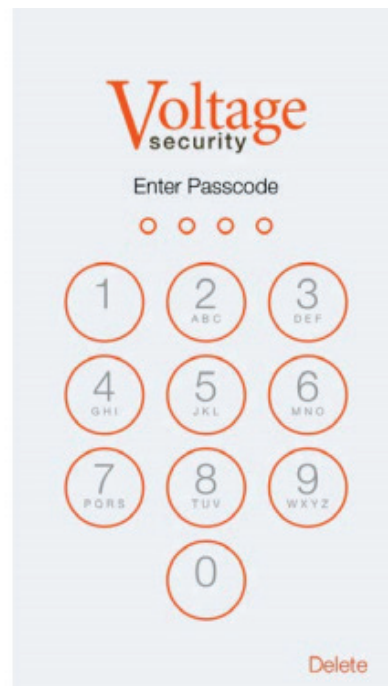 Voltage
security
Enter Passcode
1 2 3
ABC DEF
4 5 6
GHI JKL MNO
7 8 9
PQRS TUV WXYZ
0
Delete